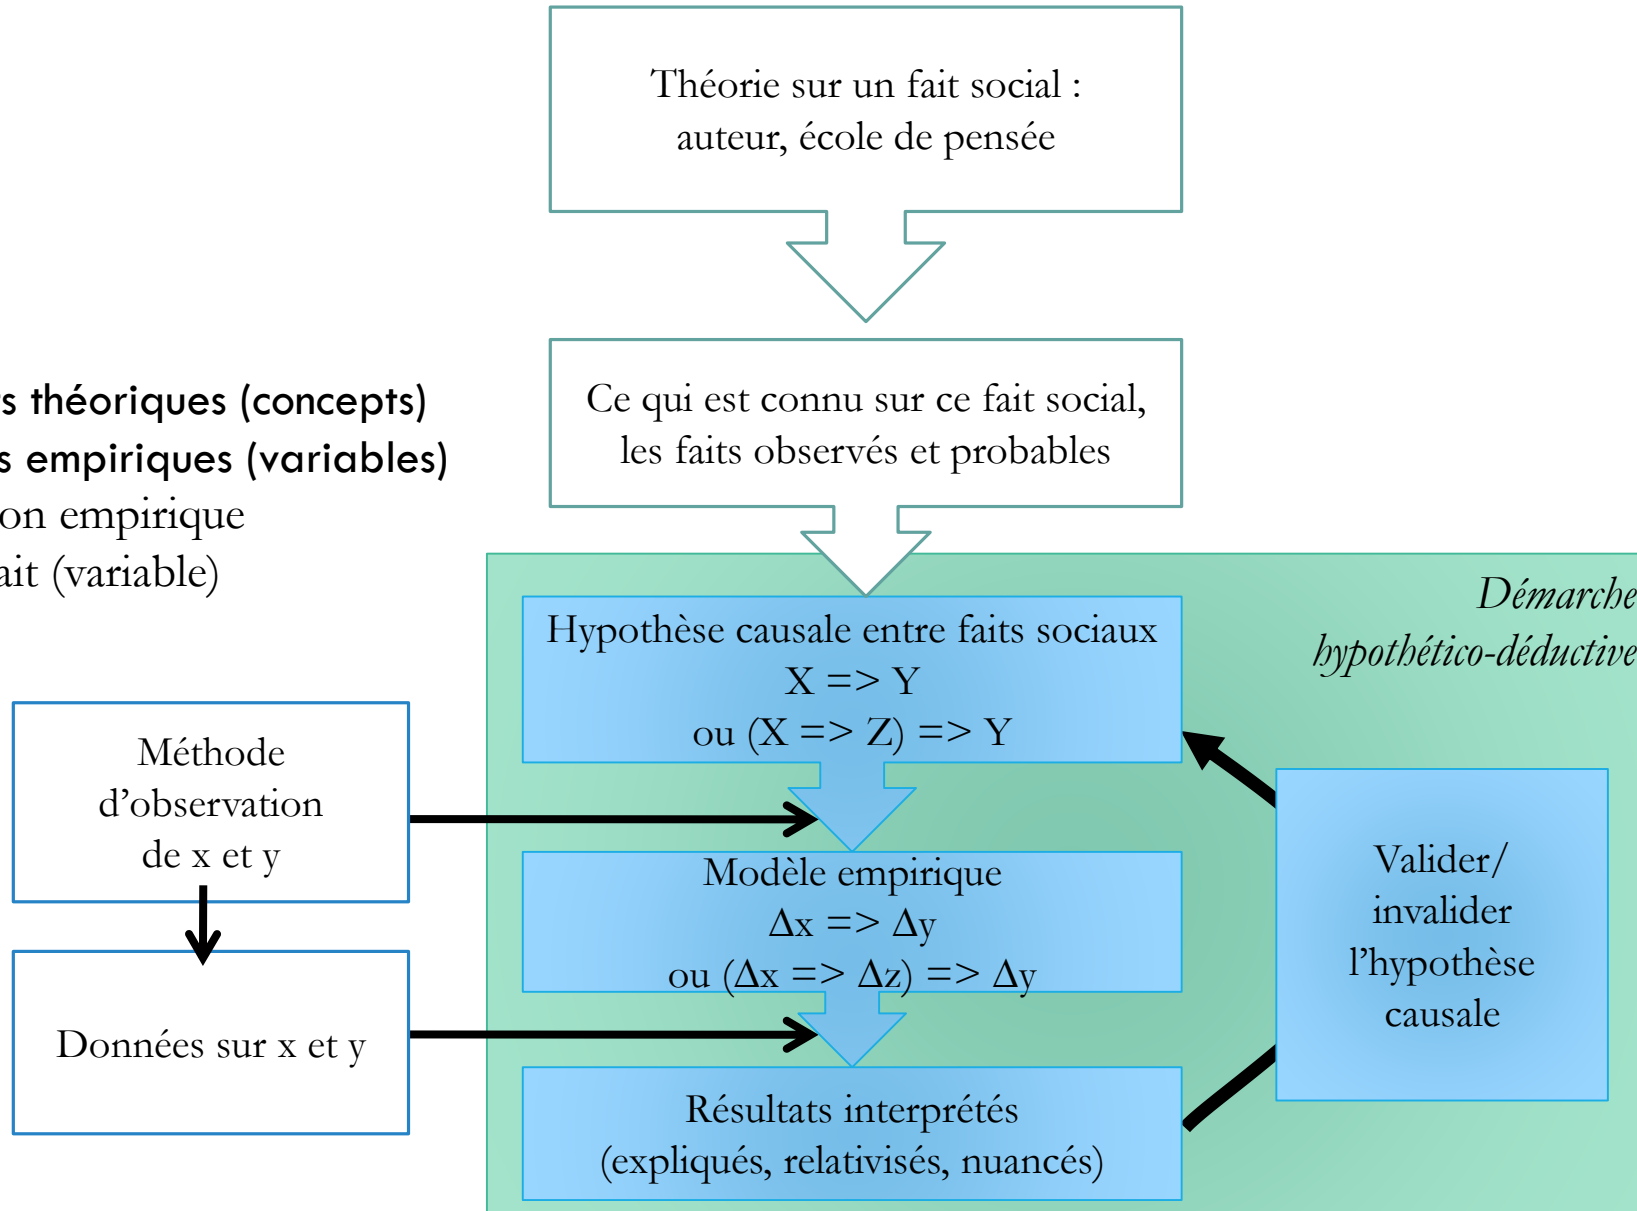 Théorie sur un fait social :
auteur, école de pensée
Ce qui est connu sur ce fait social,
les faits observés et probables
théoriques (concepts)
empiriques (variables)
empirique
(variable)
Démarche
hypothético-déductive
Hypothèse causale entre faits sociaux
X => Y
ou (X => Z) => Y
Méthode
d’observation
de x et y
Modèle empirique
Δx => Δy
ou (Δx => Δz) => Δy
Valider/
invalider
l’hypothèse
causale
Données sur x et y
Résultats interprétés
(expliqués, relativisés, nuancés)